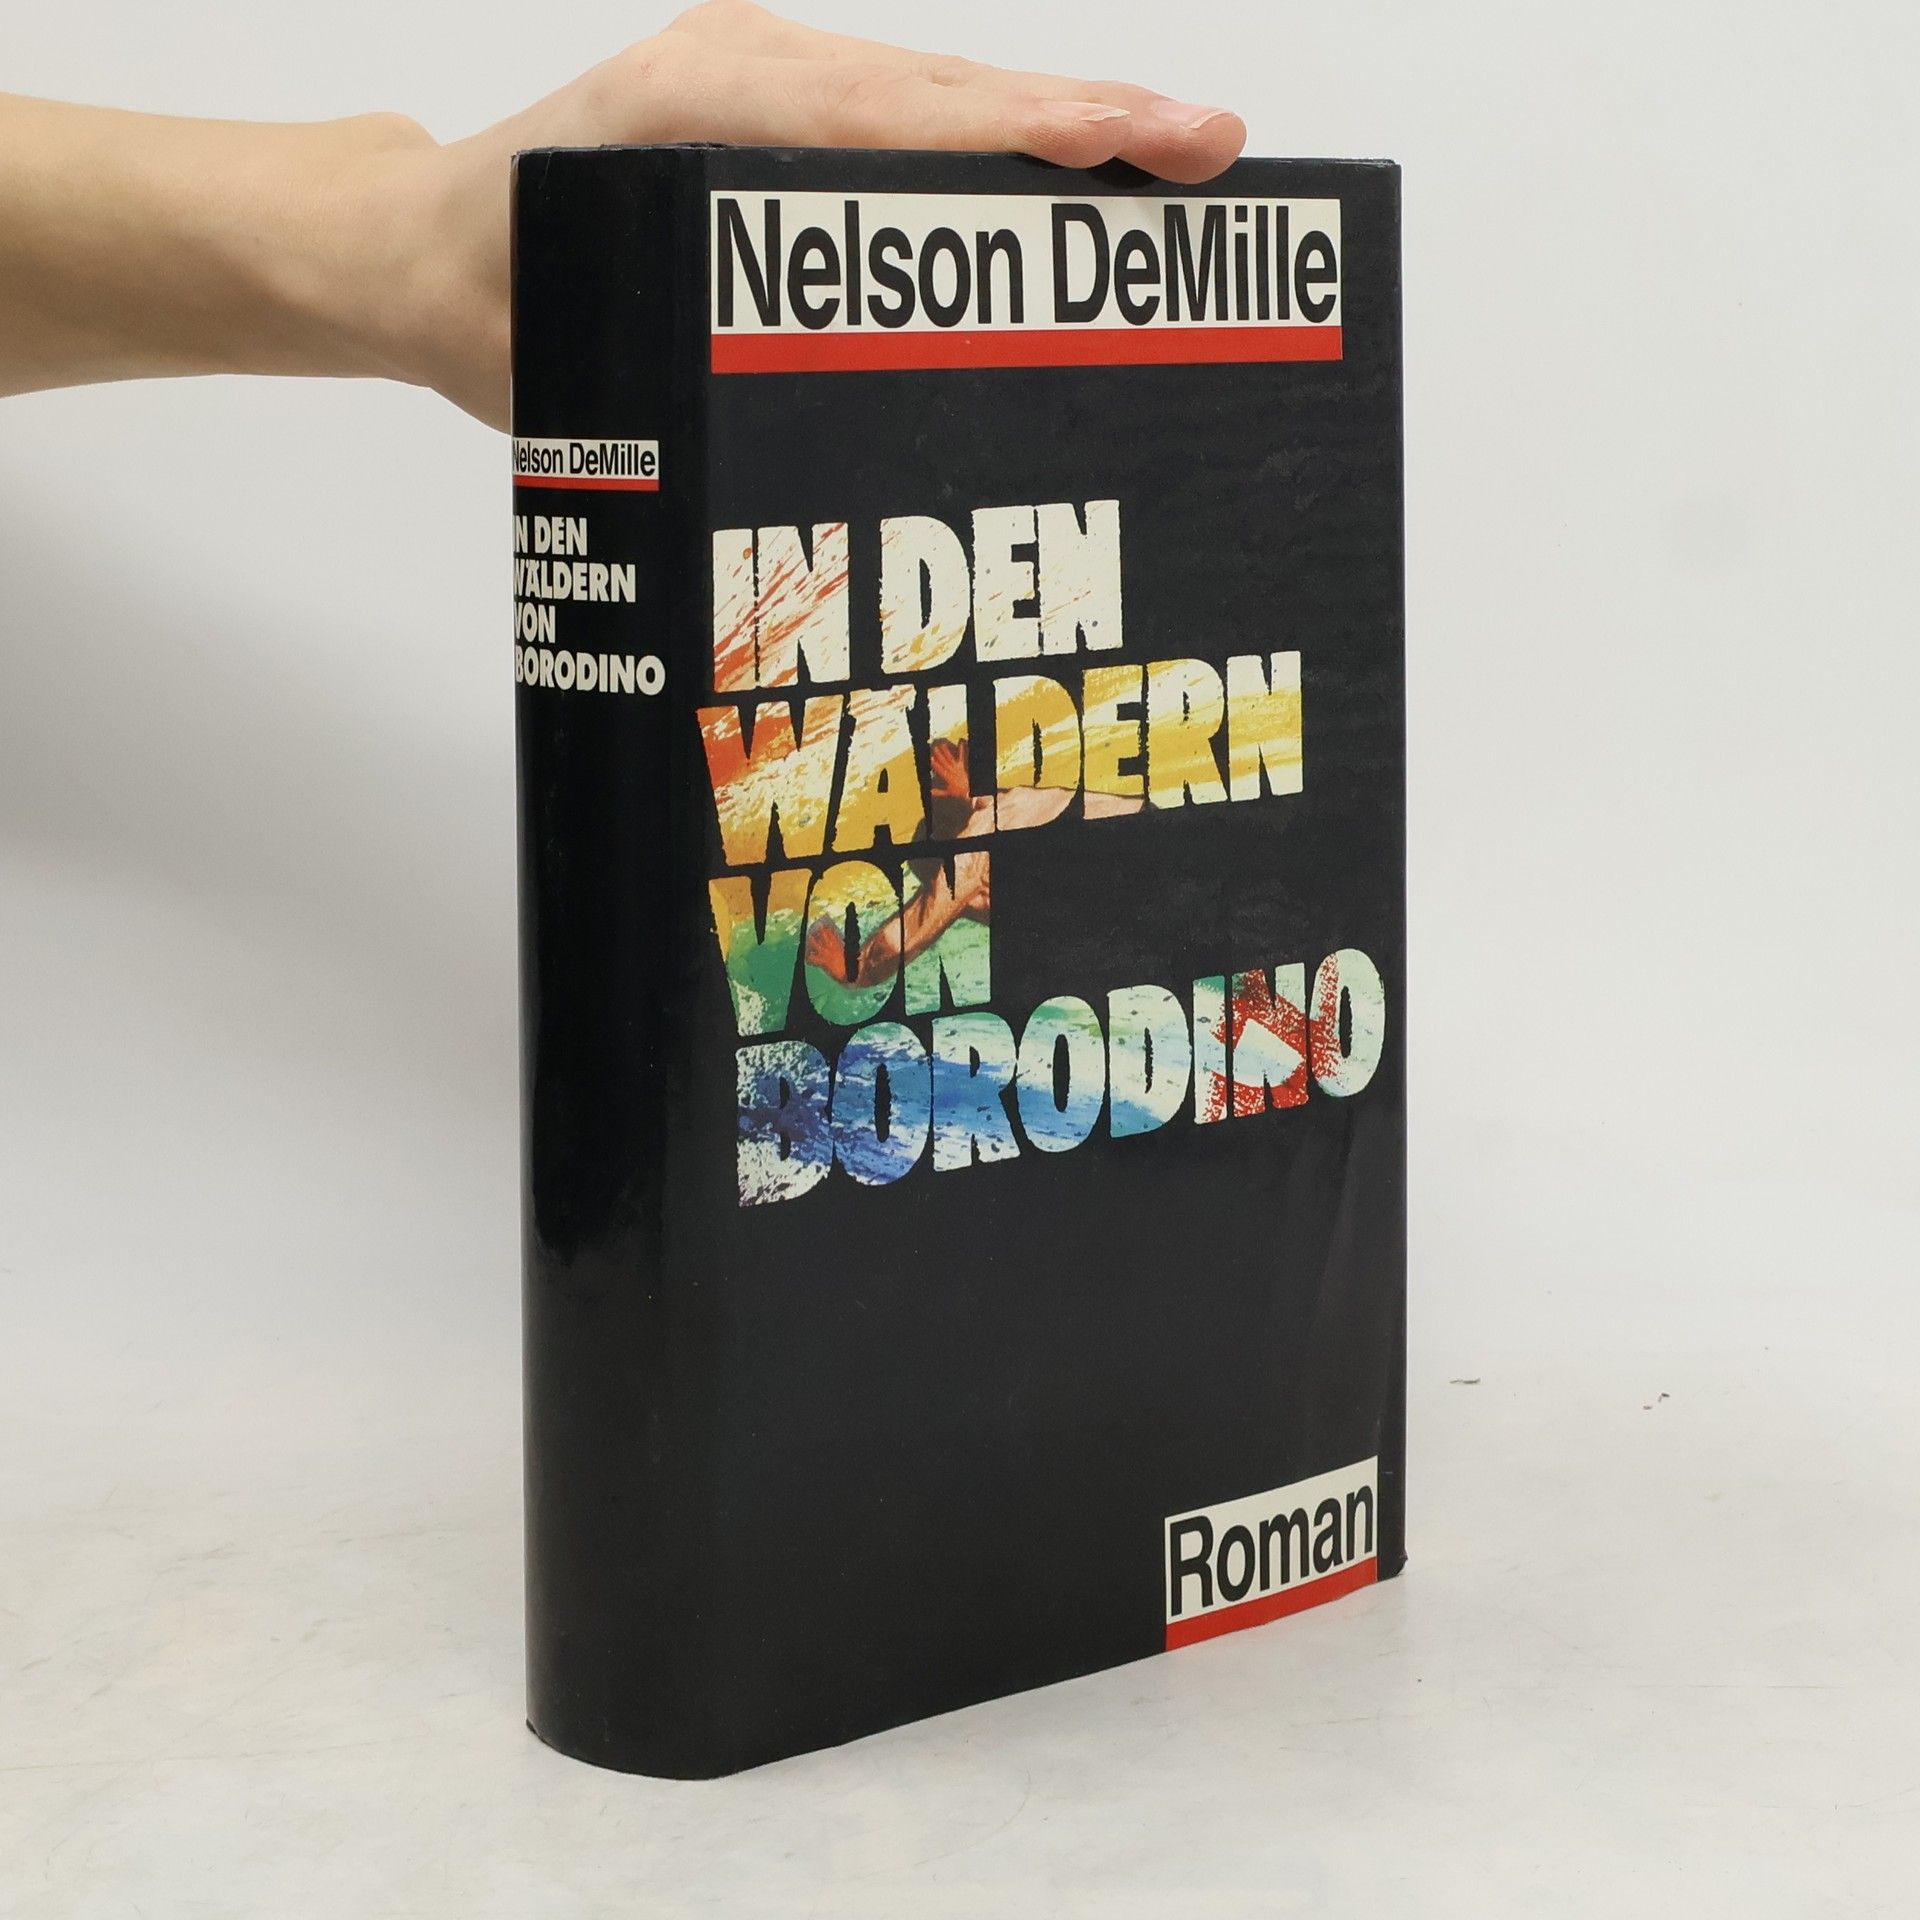 Nelson DeMille
IN DEN
WÄLDERN
VON
BORODINO
Roman
Nelson DeMille
IN DEN
WÄLDERN
VON
BORODINO